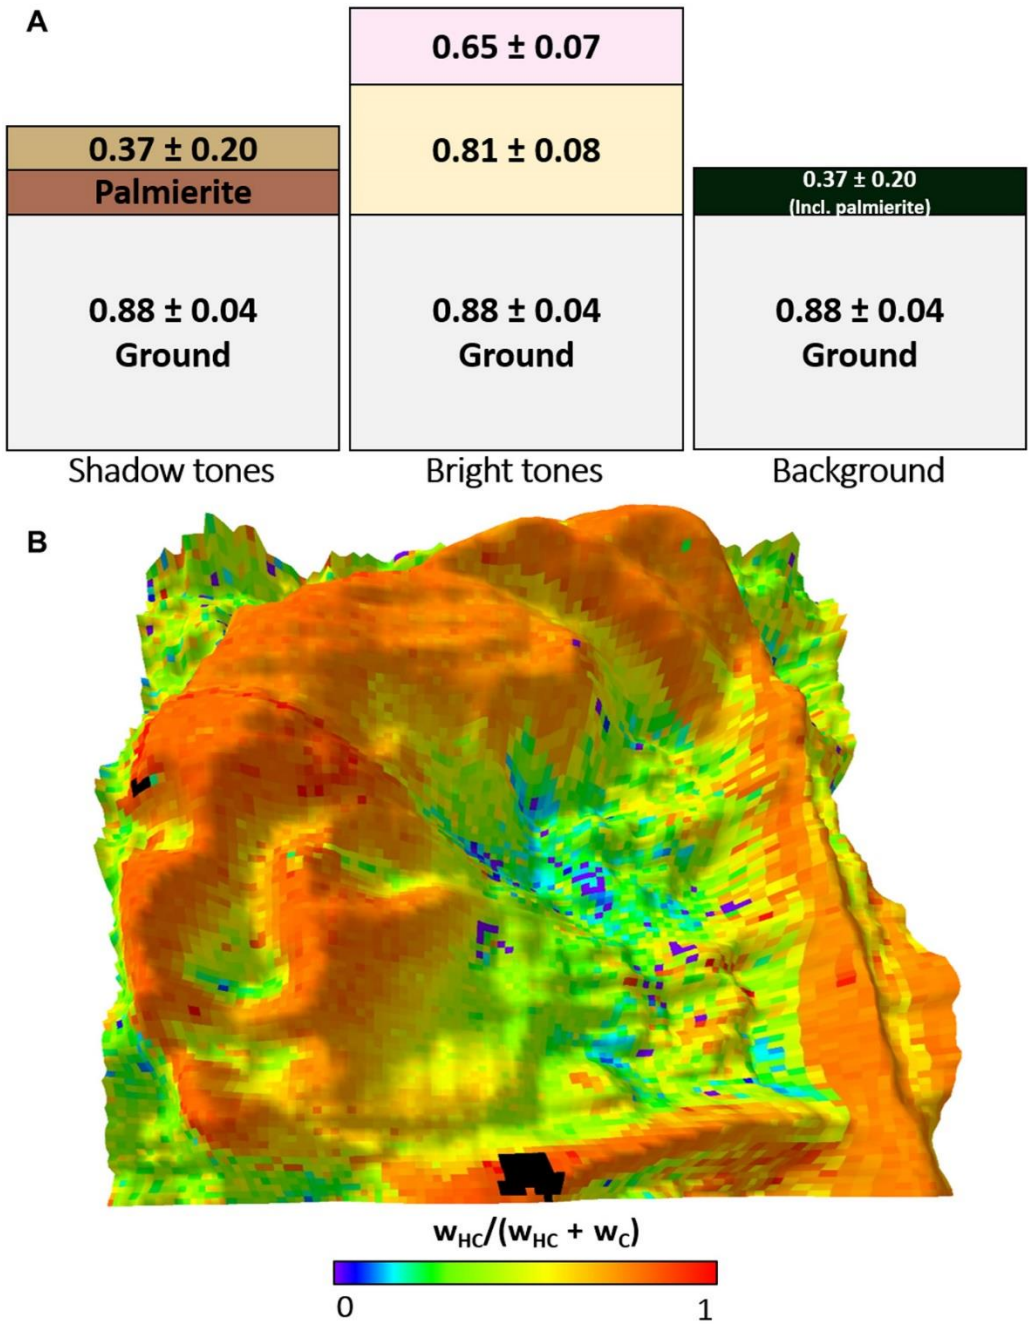 A
0.65 ± 0.07
0.37 ± 0.20
0.81 ± 0.08
Palmierite
0.37 ± 0.20
(Incl. palmierite)
0.88 ± 0.04
Ground
0.88 ± 0.04
Ground
0.88 ± 0.04
Ground
Shadow tones
Bright tones
Background
B
wHC/(wHC + wC)
0
1